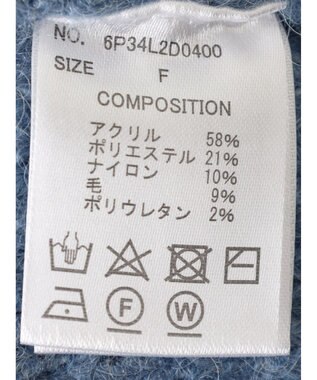 NO. 6P34L2D0400
SIZE F
COMPOSITION
アクリル 58%
ポリエステル 21%
ナイロン 10%
毛 9%
ポリウレタン 2%
F W